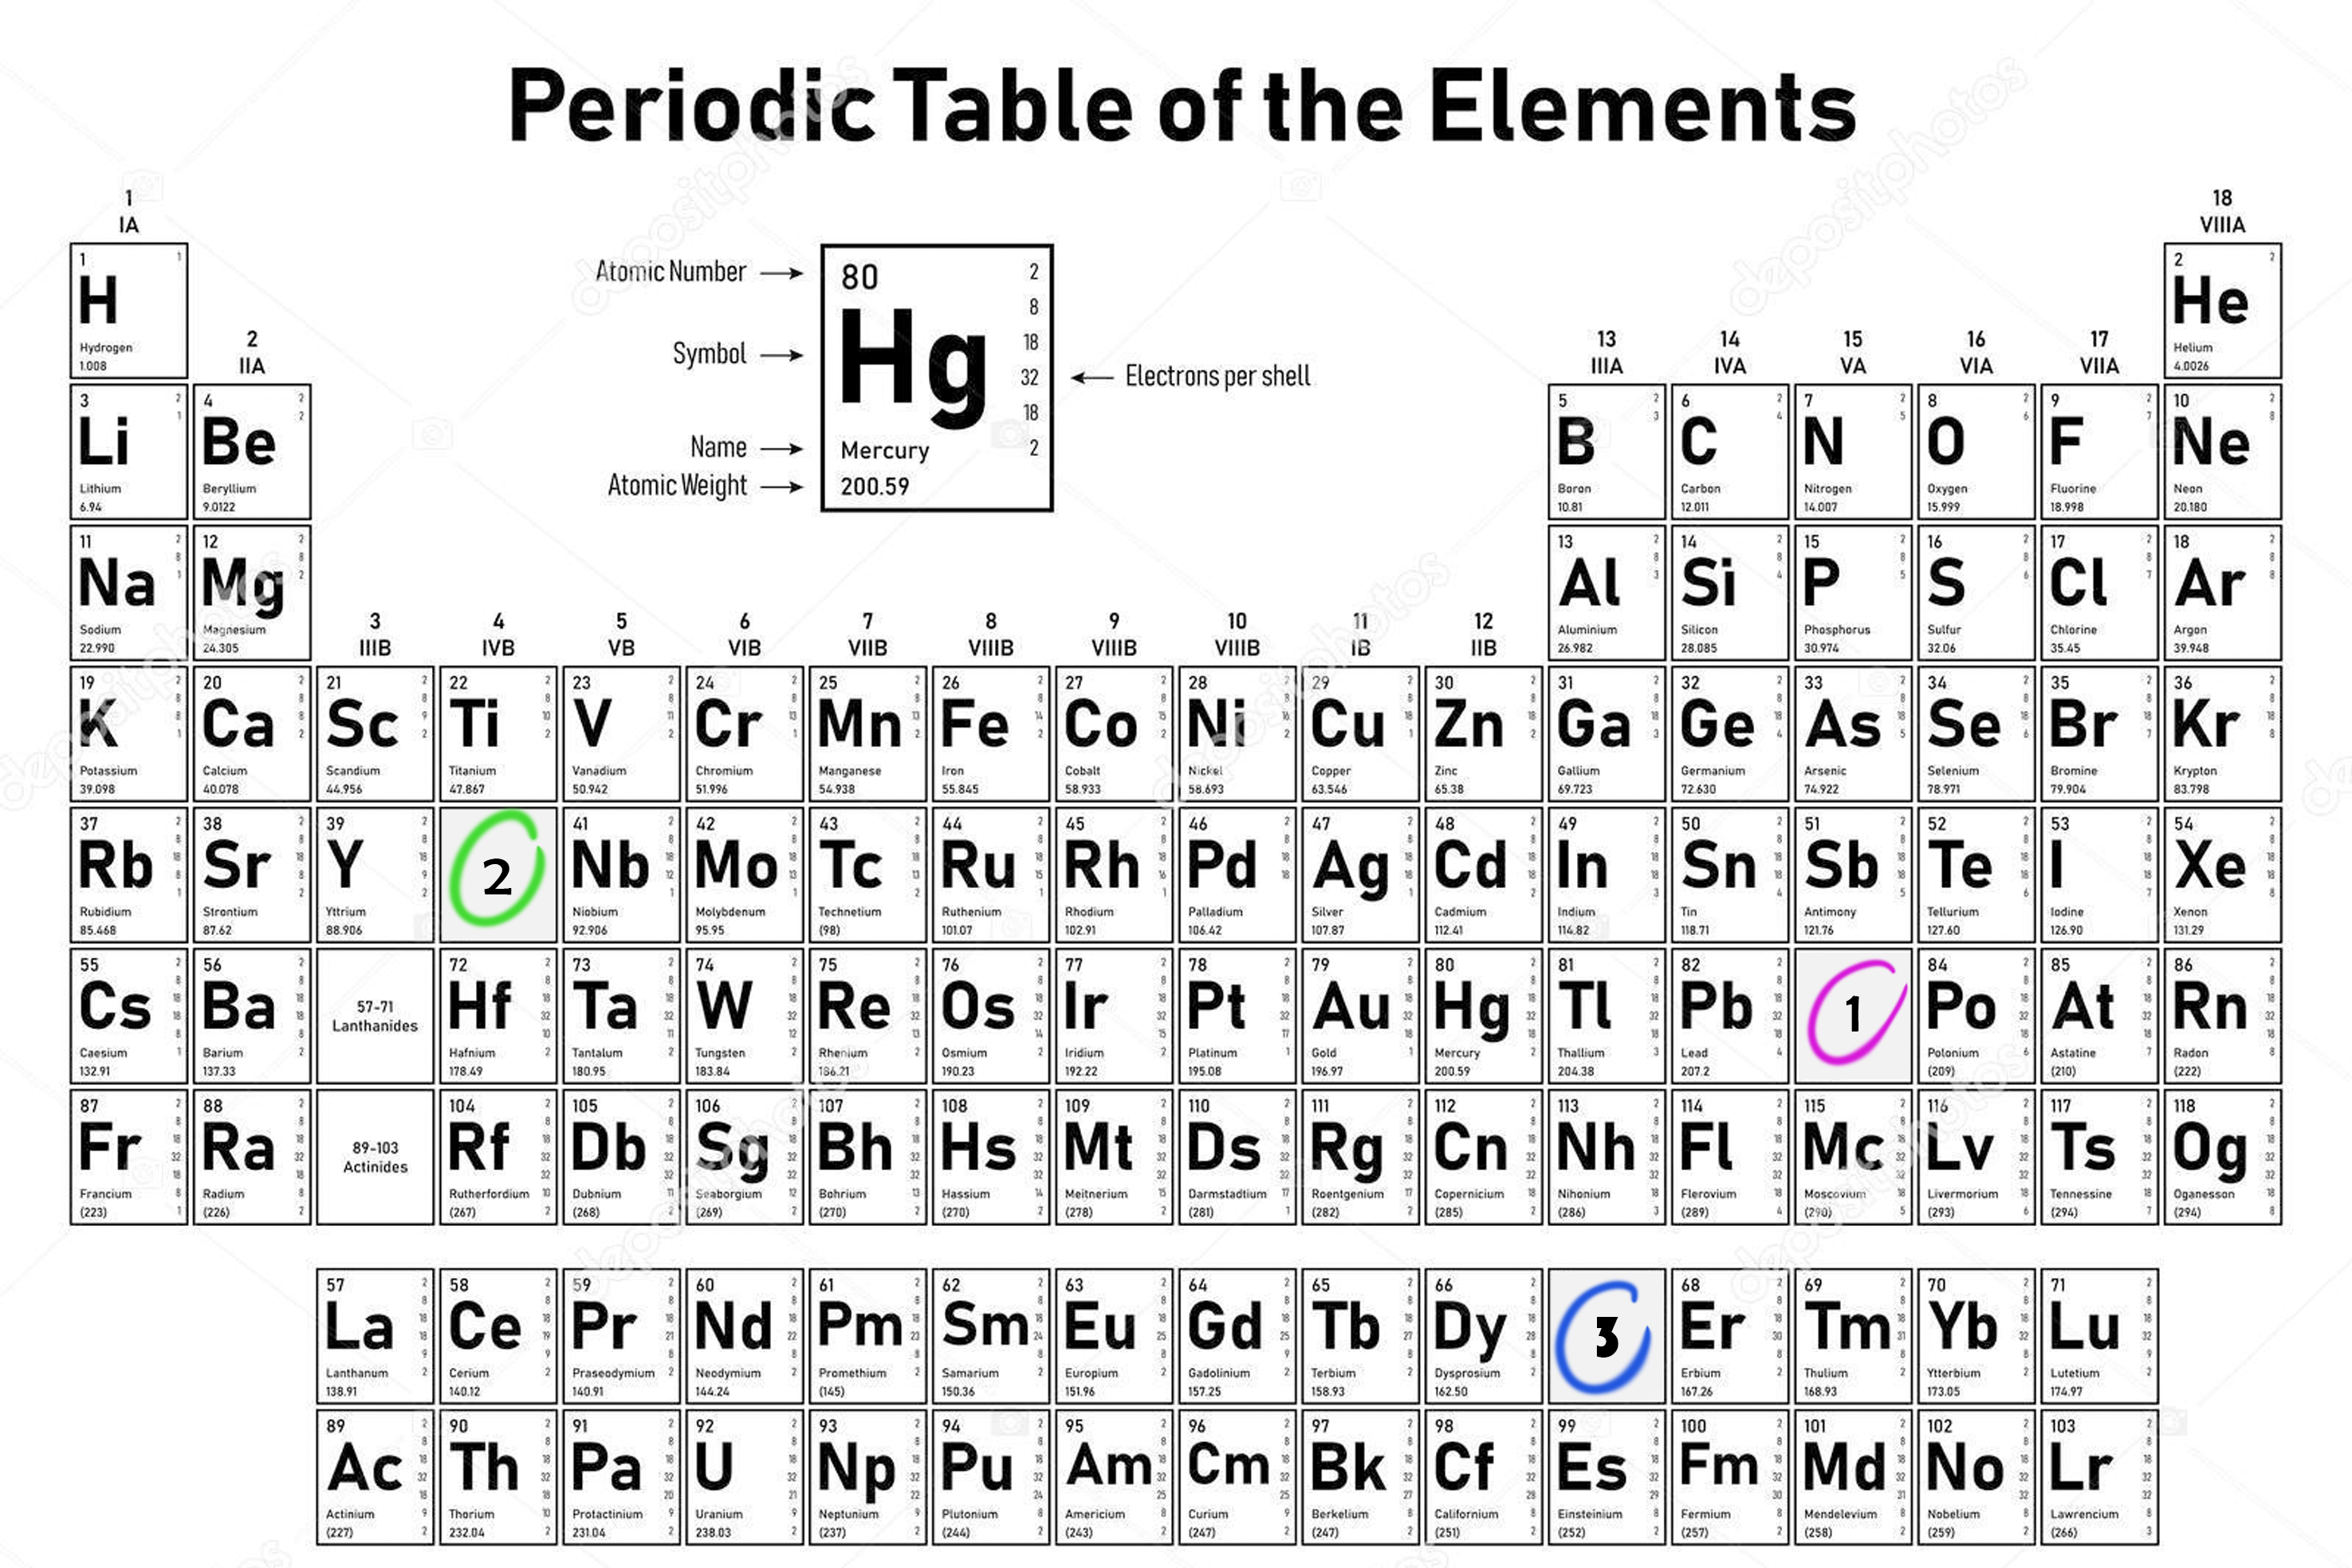 Periodic Table of the Elements
1 18
IA VIIIA
1 2
H He
Hydrogen Helium
1.008 4.0026
Atomic Number 80 2
Symbol Hg 8
18
32 Electrons per shell
18
Name Mercury 2
Atomic Weight 200.59
2 13 14 15 16 17
IIA IIIA IVA VA VIA VIIA
3 4 5 6 7 8 9 10
Li Be B C N O F Ne
Lithium Beryllium Boron Carbon Nitrogen Oxygen Fluorine Neon
6.94 9.0122 10.81 12.011 14.007 15.999 18.998 20.180
11 12 13 14 15 16 17 18
Na Mg Al Si P S Cl Ar
Sodium Magnesium Aluminium Silicon Phosphorus Sulfur Chlorine Argon
22.990 24.305 26.982 28.085 30.974 32.06 35.45 39.948
3 4 5 6 7 8 9 10 11 12
IIIB IVB VB VIB VIIB VIIIB VIIIB VIIIB IB IIB
19 20 21 22 23 24 25 26 27 28 29 30 31 32 33 34 35 36
K Ca Sc Ti V Cr Mn Fe Co Ni Cu Zn Ga Ge As Se Br Kr
Potassium Calcium Scandium Titanium Vanadium Chromium Manganese Iron Cobalt Nickel Copper Zinc Gallium Germanium Arsenic Selenium Bromine Krypton
39.098 40.078 44.956 47.867 50.942 51.996 54.938 55.845 58.933 58.693 63.546 65.38 69.723 72.630 74.922 78.971 79.904 83.798
37 38 39 41 42 43 44 45 46 47 48 49 50 51 52 53 54
Rb Sr Y 2 Nb Mo Tc Ru Rh Pd Ag Cd In Sn Sb Te I Xe
Rubidium Strontium Yttrium Niobium Molybdenum Technetium Ruthenium Rhodium Palladium Silver Cadmium Indium Tin Antimony Tellurium Iodine Xenon
85.468 87.62 88.906 92.906 95.95 (98) 101.07 102.91 106.42 107.87 112.41 114.82 118.71 121.76 127.60 126.90 131.29
55 56 57-71 72 73 74 75 76 77 78 79 80 81 82 84 85 86
Cs Ba Lanthanides Hf Ta W Re Os Ir Pt Au Hg Tl Pb 1 Po At Rn
Caesium Barium Hafnium Tantalum Tungsten Rhenium Osmium Iridium Platinum Gold Mercury Thallium Lead Polonium Astatine Radon
132.91 137.33 178.49 180.95 183.84 186.21 190.23 192.22 195.08 196.97 200.59 204.38 207.2 (209) (210) (222)
87 88 89-103 104 105 106 107 108 109 110 111 112 113 114 115 116 117 118
Fr Ra Actinides Rf Db Sg Bh Hs Mt Ds Rg Cn Nh Fl Mc Lv Ts Og
Francium Radium Rutherfordium Dubnium Seaborgium Bohrium Hassium Meitnerium Darmstadtium Roentgenium Copernicium Nihonium Flerovium Moscovium Livermorium Tennessine Oganesson
(223) (226) (267) (268) (269) (270) (270) (278) (281) (282) (285) (286) (289) (290) (293) (294) (294)
57 58 59 60 61 62 63 64 65 66 68 69 70 71
La Ce Pr Nd Pm Sm Eu Gd Tb Dy 3 Er Tm Yb Lu
Lanthanum Cerium Praseodymium Neodymium Promethium Samarium Europium Gadolinium Terbium Dysprosium Erbium Thulium Ytterbium Lutetium
138.91 140.12 140.91 144.24 (145) 150.36 151.96 157.25 158.93 162.50 167.26 168.93 173.05 174.97
89 90 91 92 93 94 95 96 97 98 99 100 101 102 103
Ac Th Pa U Np Pu Am Cm Bk Cf Es Fm Md No Lr
Actinium Thorium Protactinium Uranium Neptunium Plutonium Americium Curium Berkelium Californium Einsteinium Fermium Mendelevium Nobelium Lawrencium
(227) 232.04 231.04 238.03 (237) (244) (243) (247) (247) (251) (252) (257) (258) (259) (266)
depositphotos